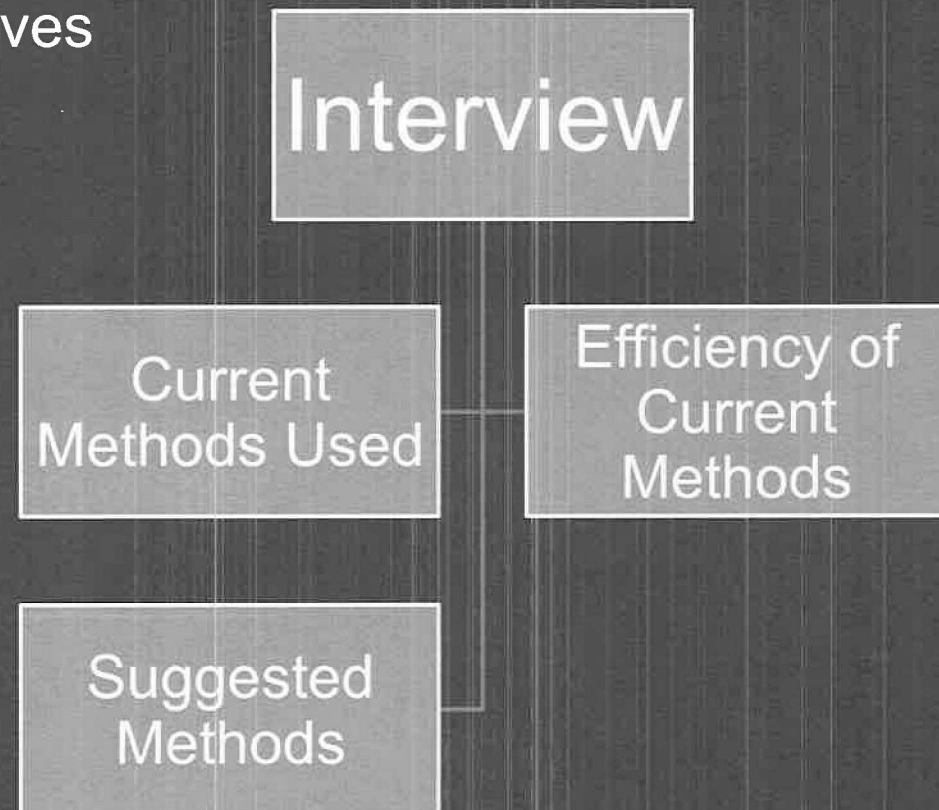 ves
Interview
Current
Methods Used
Efficiency of
Current
Methods
Suggested
Methods